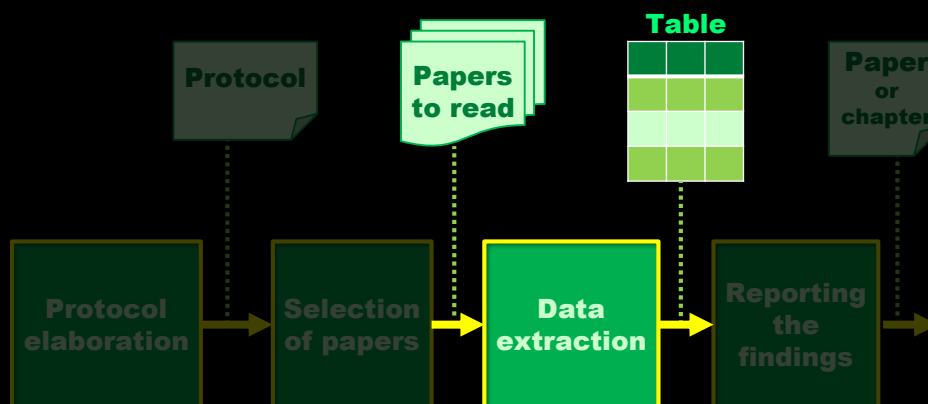 Table
Protocol
Papers
to read
Paper
or
chapter
Protocol
elaboration
Selection
of papers
Data
extraction
Reporting
the
findings